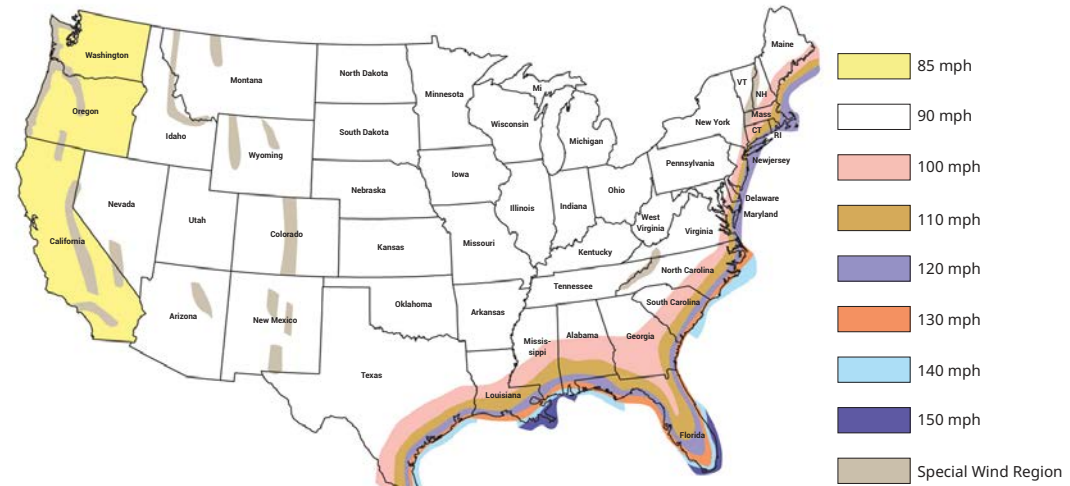 Washington
Oregon
California
Nevada
Idaho
Montana
Wyoming
Utah
Arizona
Colorado
New Mexico
North Dakota
South Dakota
Nebraska
Kansas
Oklahoma
Texas
Minnesota
Iowa
Missouri
Arkansas
Louisiana
Wisconsin
Mi
MI
Michigan
Illinois
Indiana
Ohio
Kentucky
Tennessee
Missis-
sippi
Alabama
Georgia
Florida
South Carolina
North Carolina
Virginia
West
Virginia
Pennsylvania
New York
VT
NH
Maine
Mass
CT
RI
Newjersey
Delaware
Maryland
85 mph
90 mph
100 mph
110 mph
120 mph
130 mph
140 mph
150 mph
Special Wind Region